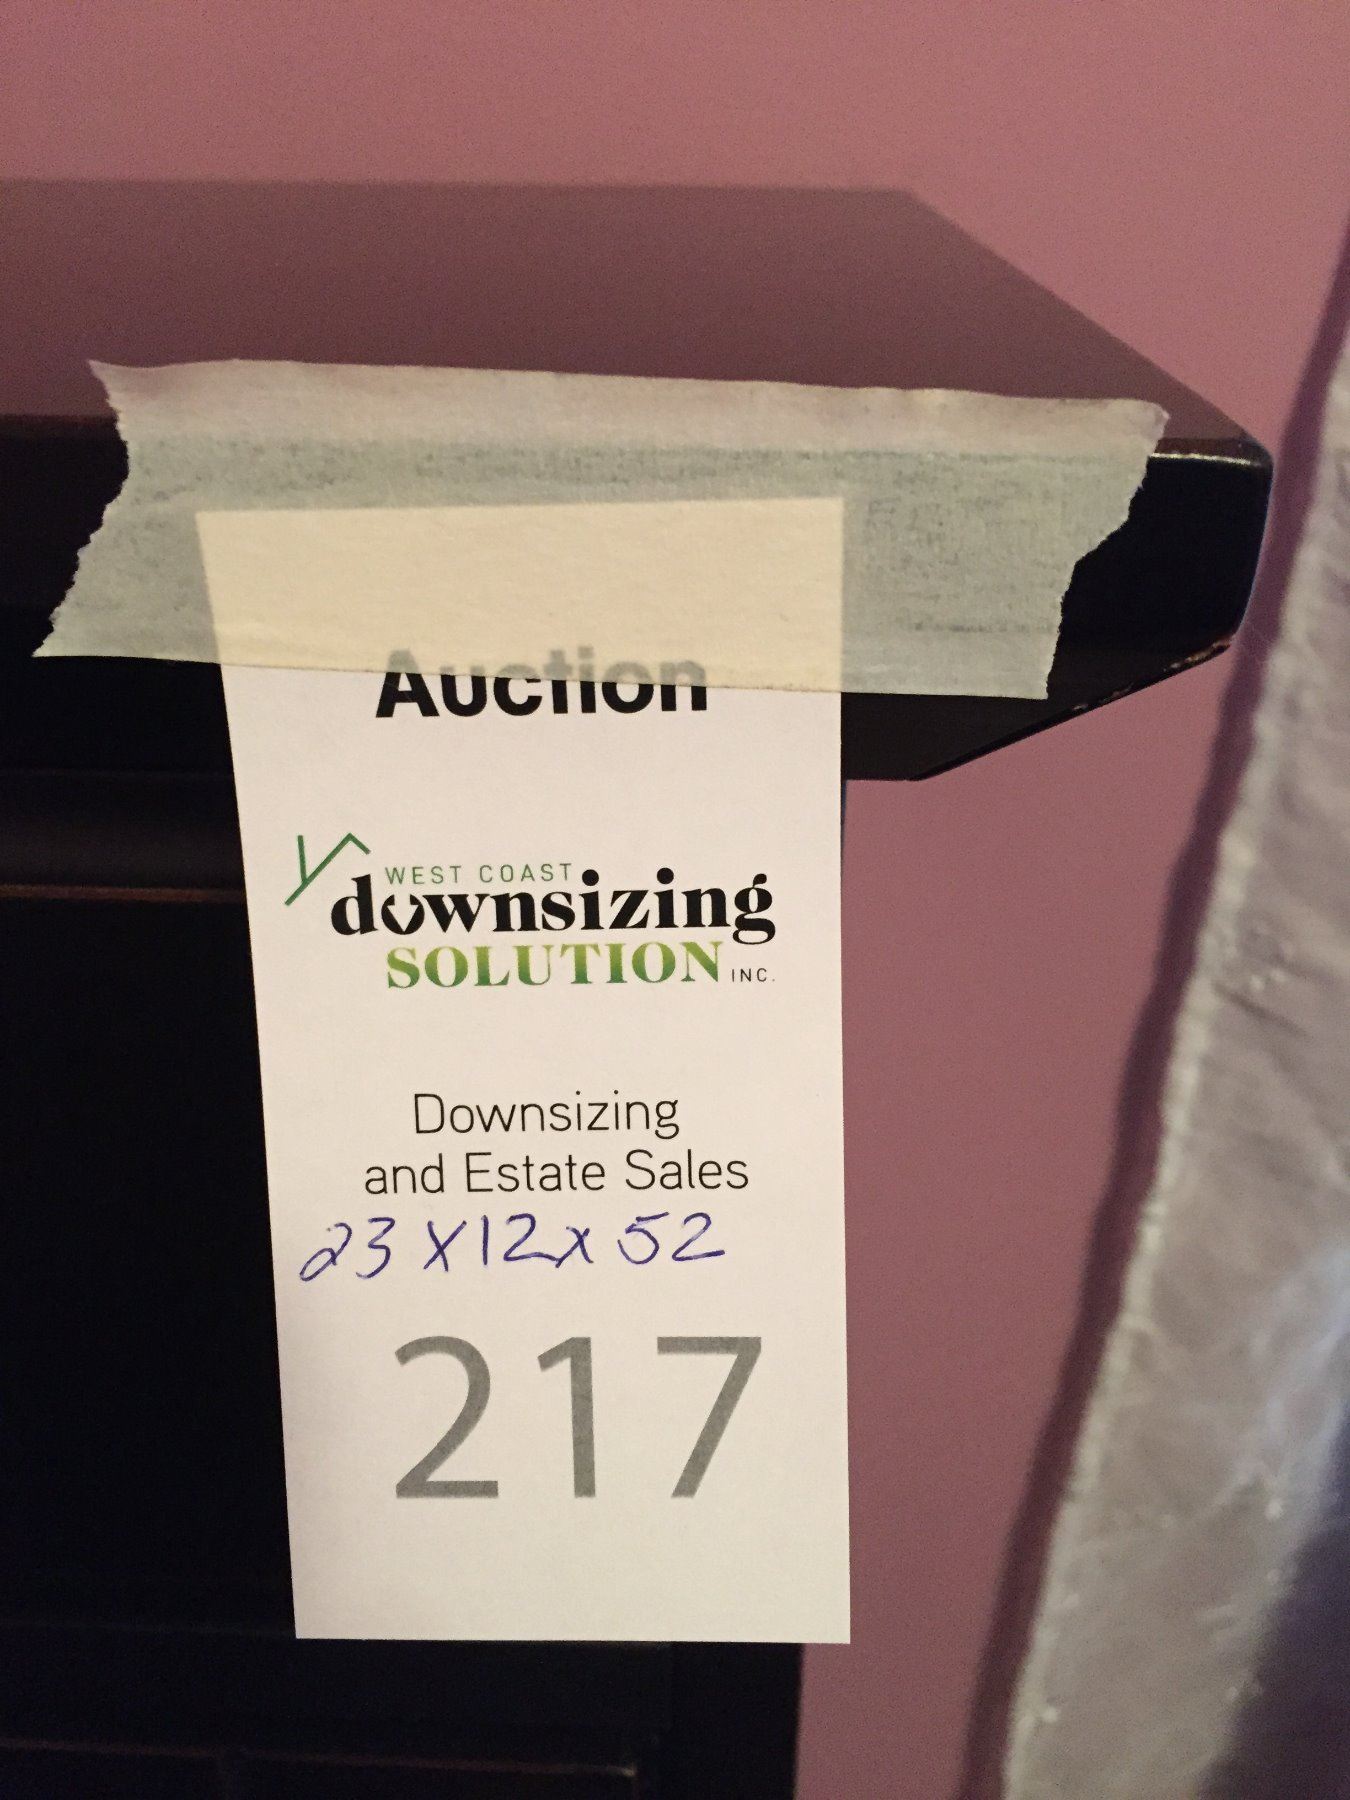 Auction
WEST COAST
downsizing
SOLUTION INC.
Downsizing
and Estate Sales
23 x 12 x 52
217